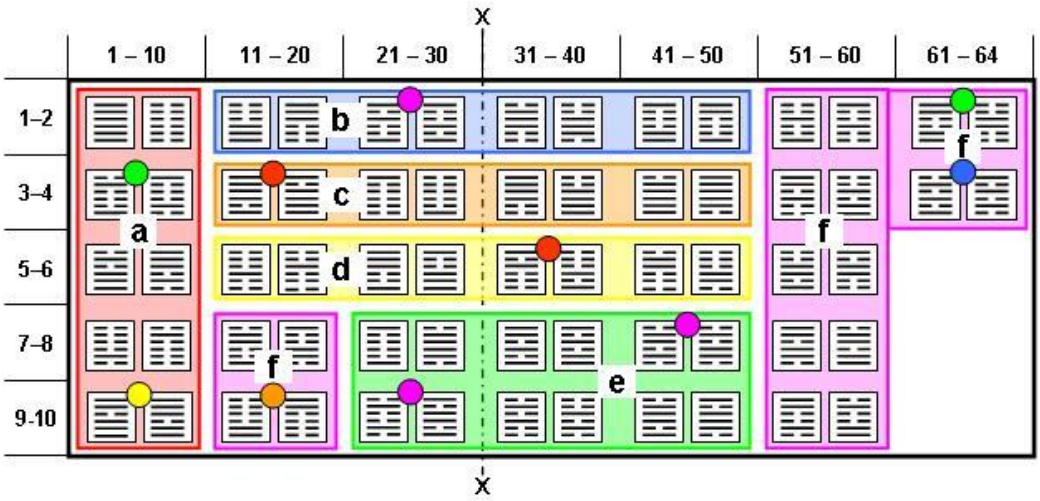 X
1 – 10 11 – 20 21 – 30 31 – 40 41 – 50 51 – 60 61 – 64
1–2
b
f
3–4
c
a
f
5–6
d
7–8
f
e
9-10
X